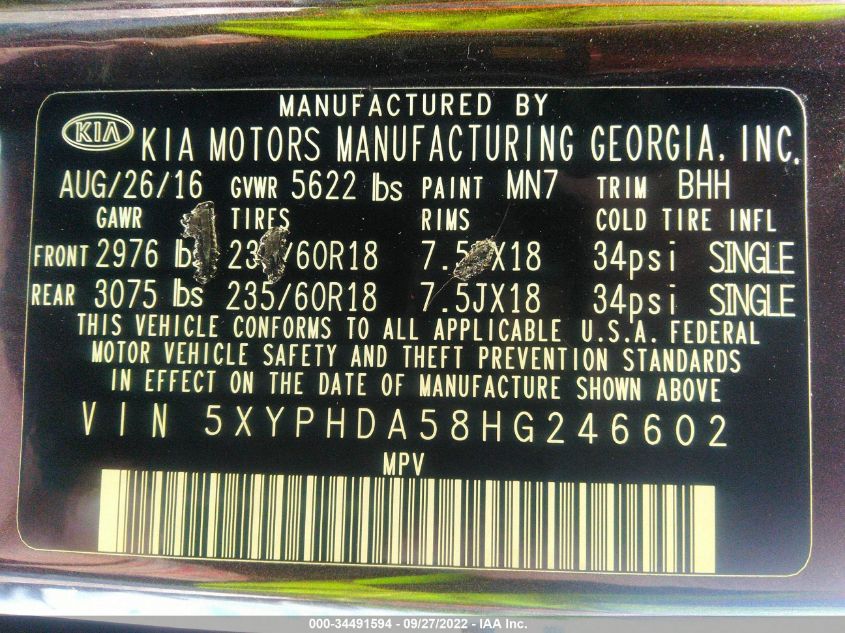 MANUFACTURED BY
KIA KIA MOTORS MANUFACTURING GEORGIA, INC.
AUG/26/16 GVWR 5622 lbs PAINT MN7 TRIM BHH
GAWR TIRES RIMS COLD TIRE INFL
FRONT 2976 /60R18 34psi SINGLE
REAR 3075 lbs 235/60R18 7.5JX18 34psi SINGLE
THIS VEHICLE CONFORMS TO ALL APPLICABLE U.S.A. FEDERAL
MOTOR VEHICLE SAFETY AND THEFT PREVENTION STANDARDS
IN EFFECT ON THE DATE OF MANUFACTURE SHOWN ABOVE
VIN 5XYPHDA58HG246602
MPV
000-34491594 - 09/27/2022 - IAA Inc.